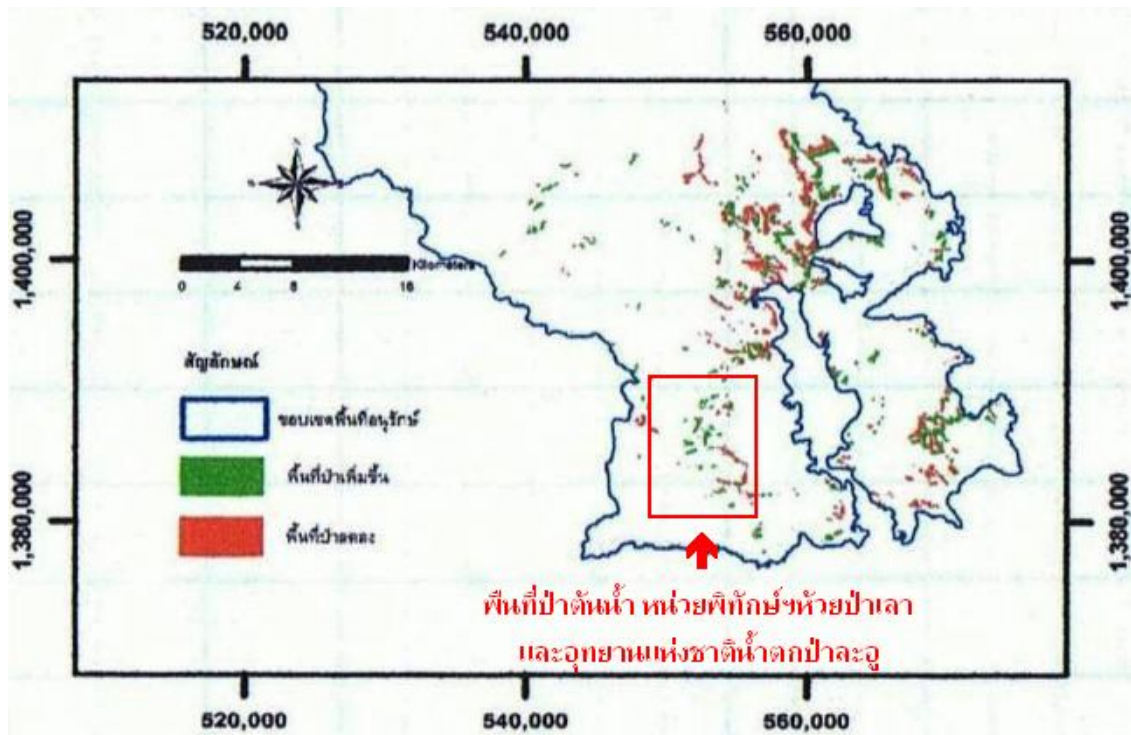 520,000 540,000 560,000
1,400,000
1,400,000
Kilometers
0 4 8 16
สัญลักษณ์
ขอบเขตพื้นที่อนุรักษ์
พื้นที่ป่าเพิ่มขึ้น
พื้นที่ป่าลดลง
1,380,000
1,380,000
พื้นที่ป่าต้นน้ำ หน่วยพิทักษ์ฯห้วยป่าเลา
และอุทยานแห่งชาติน้ำตกป่าละอู
520,000 540,000 560,000